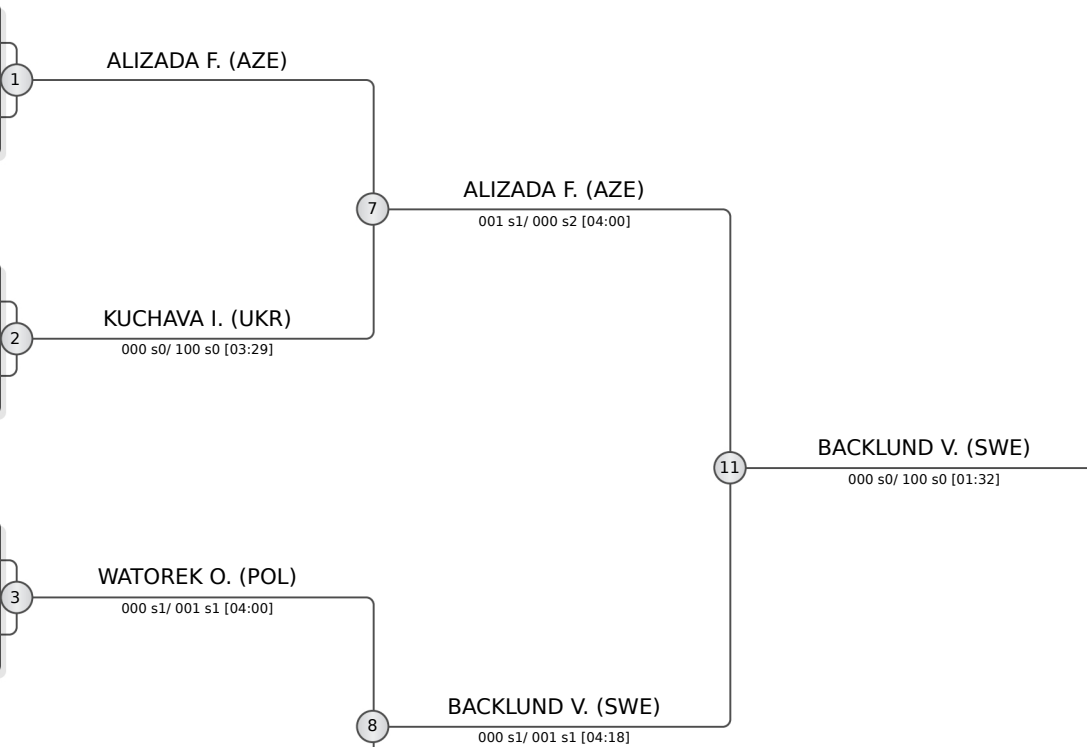 ALIZADA F. (AZE)
1
ALIZADA F. (AZE)
7
001 s1/ 000 s2 [04:00]
KUCHAVA I. (UKR)
2
000 s0/ 100 s0 [03:29]
BACKLUND V. (SWE)
11
000 s0/ 100 s0 [01:32]
WATOREK O. (POL)
3
000 s1/ 001 s1 [04:00]
BACKLUND V. (SWE)
8
000 s1/ 001 s1 [04:18]